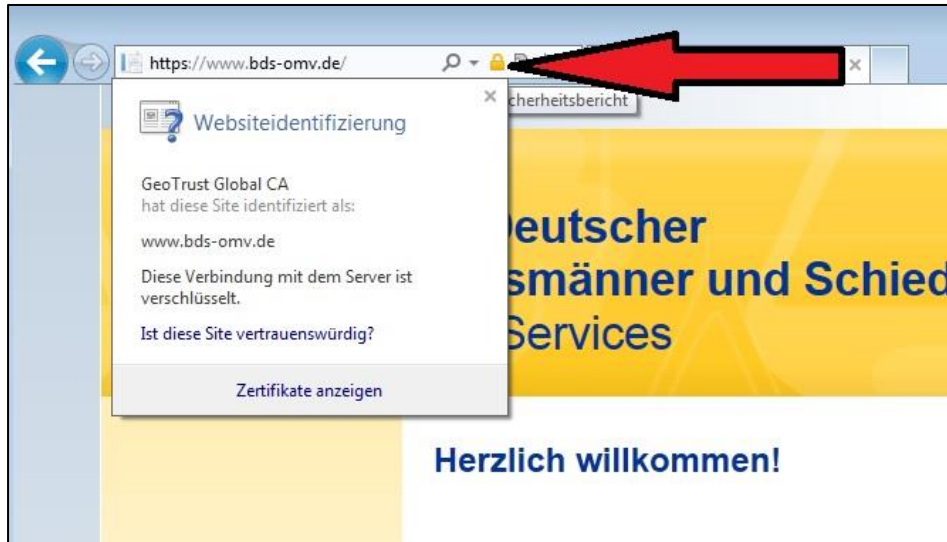 https://www.bds-omv.de/
cherheitsbericht
Websiteidentifizierung
GeoTrust Global CA
hat diese Site identifiziert als:
www.bds-omv.de
Diese Verbindung mit dem Server ist
verschlüsselt.
Ist diese Site vertrauenswürdig?
Zertifikate anzeigen
eutscher
smänner und Schied
Services
Herzlich willkommen!